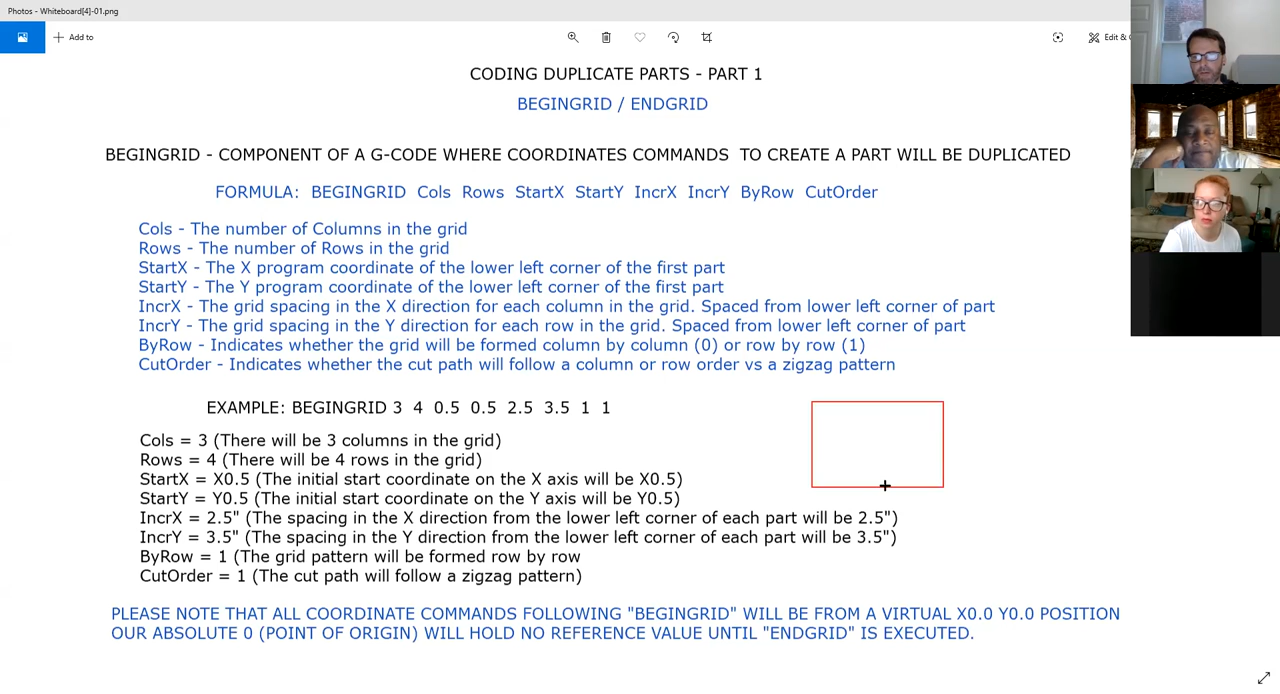 Photos - Whiteboard[4]-01.png
Add to
Edit & C
CODING DUPLICATE PARTS - PART 1
BEGINGRID / ENDGRID
BEGINGRID - COMPONENT OF A G-CODE WHERE COORDINATES COMMANDS TO CREATE A PART WILL BE DUPLICATED
FORMULA: BEGINGRID Cols Rows StartX StartY IncrX IncrY ByRow CutOrder
Cols - The number of Columns in the grid
Rows - The number of Rows in the grid
StartX - The X program coordinate of the lower left corner of the first part
StartY - The Y program coordinate of the lower left corner of the first part
IncrX - The grid spacing in the X direction for each column in the grid. Spaced from lower left corner of part
IncrY - The grid spacing in the Y direction for each row in the grid. Spaced from lower left corner of part
ByRow - Indicates whether the grid will be formed column by column (0) or row by row (1)
CutOrder - Indicates whether the cut path will follow a column or row order vs a zigzag pattern
EXAMPLE: BEGINGRID 3 4 0.5 0.5 2.5 3.5 1 1
Cols = 3 (There will be 3 columns in the grid)
Rows = 4 (There will be 4 rows in the grid)
StartX = X0.5 (The initial start coordinate on the X axis will be X0.5)
StartY = Y0.5 (The initial start coordinate on the Y axis will be Y0.5)
IncrX = 2.5" (The spacing in the X direction from the lower left corner of each part will be 2.5")
IncrY = 3.5" (The spacing in the Y direction from the lower left corner of each part will be 3.5")
ByRow = 1 (The grid pattern will be formed row by row
CutOrder = 1 (The cut path will follow a zigzag pattern)
PLEASE NOTE THAT ALL COORDINATE COMMANDS FOLLOWING "BEGINGRID" WILL BE FROM A VIRTUAL X0.0 Y0.0 POSITION
OUR ABSOLUTE 0 (POINT OF ORIGIN) WILL HOLD NO REFERENCE VALUE UNTIL "ENDGRID" IS EXECUTED.